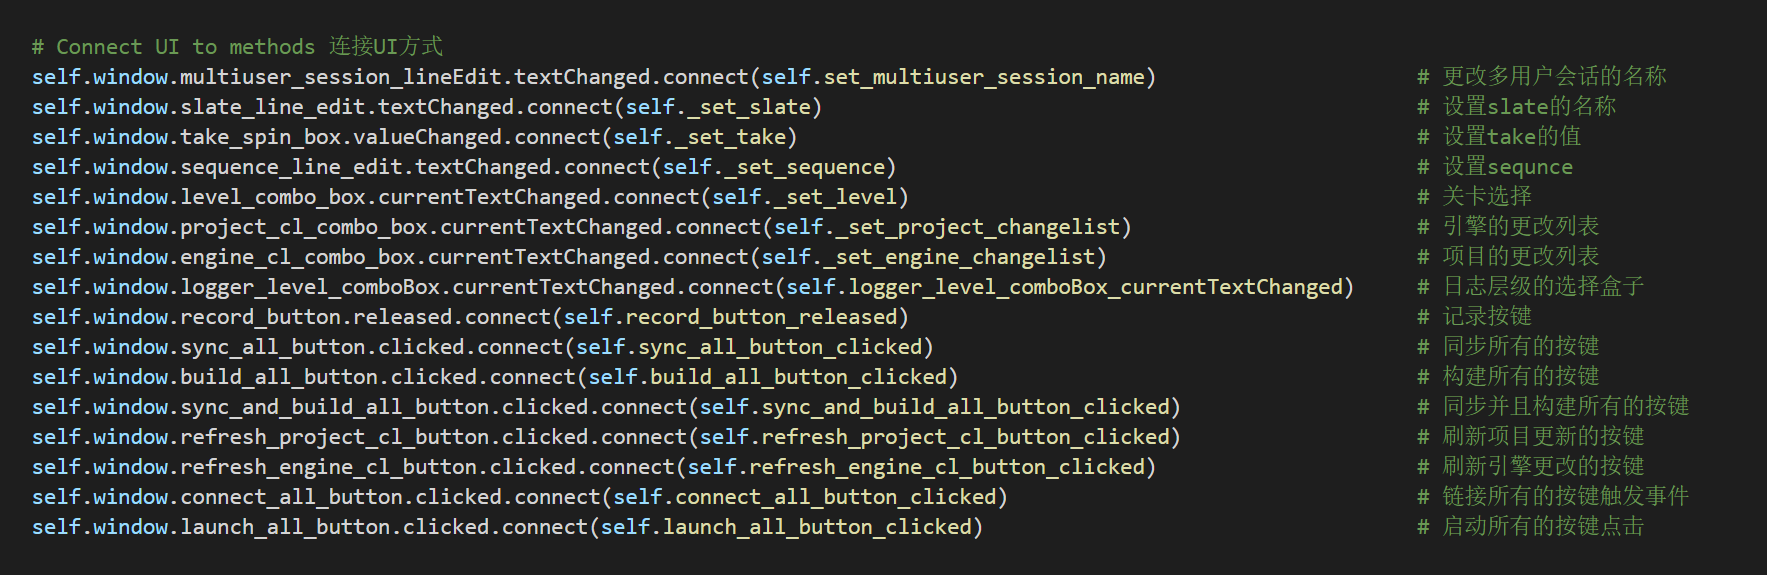 # Connect UI to methods 连接UI方式
self.window.multiuser_session_lineEdit.textChanged.connect(self.set_multiuser_session_name) # 更改多用户会话的名称
self.window.slate_line_edit.textChanged.connect(self._set_slate) # 设置slate的名称
self.window.take_spin_box.valueChanged.connect(self._set_take) # 设置take的值
self.window.sequence_line_edit.textChanged.connect(self._set_sequence) # 设置sequnce
self.window.level_combo_box.currentTextChanged.connect(self._set_level) # 关卡选择
self.window.project_cl_combo_box.currentTextChanged.connect(self._set_project_changelist) # 引擎的更改列表
self.window.engine_cl_combo_box.currentTextChanged.connect(self._set_engine_changelist) # 项目的更改列表
self.window.logger_level_comboBox.currentTextChanged.connect(self.logger_level_comboBox_currentTextChanged) # 日志层级的选择盒子
self.window.record_button.released.connect(self.record_button_released) # 记录按键
self.window.sync_all_button.clicked.connect(self.sync_all_button_clicked) # 同步所有的按键
self.window.build_all_button.clicked.connect(self.build_all_button_clicked) # 构建所有的按键
self.window.sync_and_build_all_button.clicked.connect(self.sync_and_build_all_button_clicked) # 同步并且构建所有的按键
self.window.refresh_project_cl_button.clicked.connect(self.refresh_project_cl_button_clicked) # 刷新项目更新的按键
self.window.refresh_engine_cl_button.clicked.connect(self.refresh_engine_cl_button_clicked) # 刷新引擎更改的按键
self.window.connect_all_button.clicked.connect(self.connect_all_button_clicked) # 链接所有的按键触发事件
self.window.launch_all_button.clicked.connect(self.launch_all_button_clicked) # 启动所有的按键点击